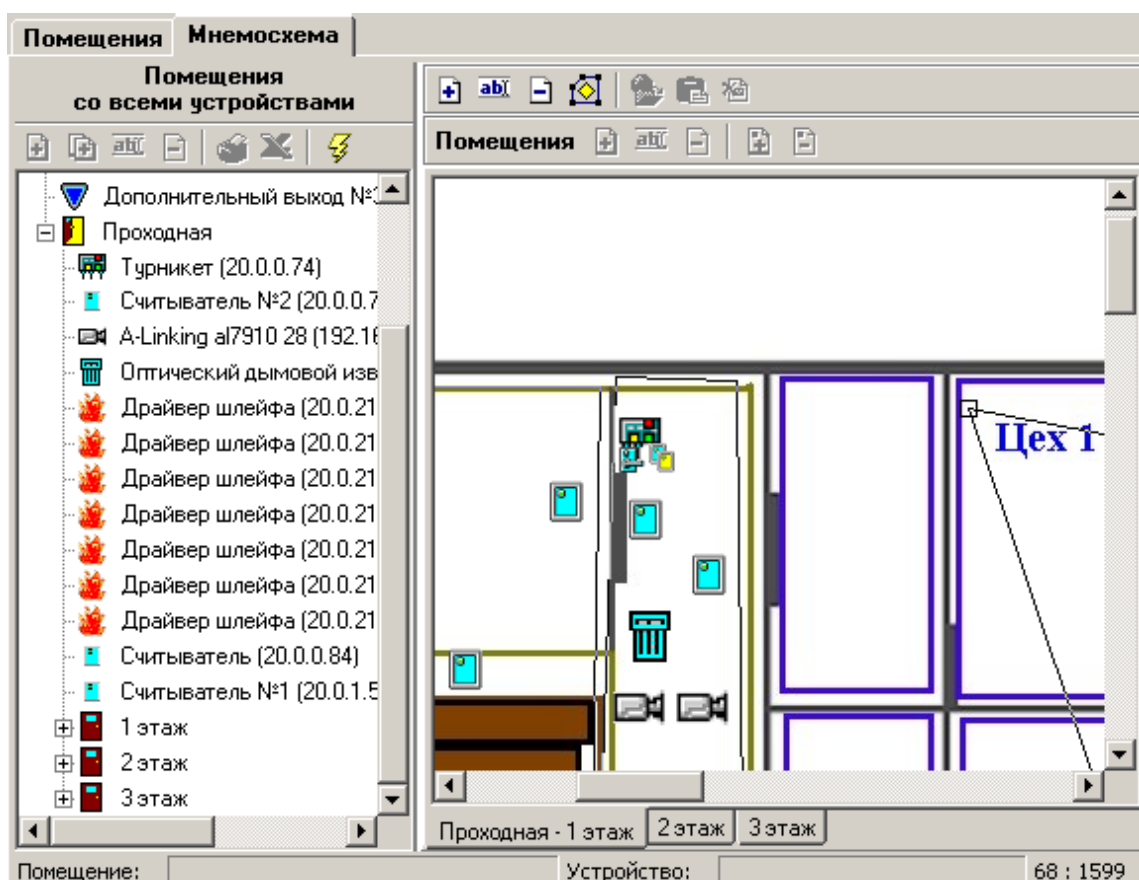 Помещения Мнемосхема
Помещения
со всеми устройствами
abI
abI
Помещения abI
Дополнительный выход №
Проходная
Турникет (20.0.0.74)
Считыватель №2 (20.0.0.7
A-Linking al7910 28 (192.16
Оптический дымовой изв
Драйвер шлейфа (20.0.21
Драйвер шлейфа (20.0.21
Драйвер шлейфа (20.0.21
Драйвер шлейфа (20.0.21
Драйвер шлейфа (20.0.21
Драйвер шлейфа (20.0.21
Драйвер шлейфа (20.0.21
Считыватель (20.0.0.84)
Считыватель №1 (20.0.1.5
1 этаж
2 этаж
3 этаж
Цех 1
Проходная - 1 этаж 2 этаж 3 этаж
Помещение: Устройство: 68 : 1599